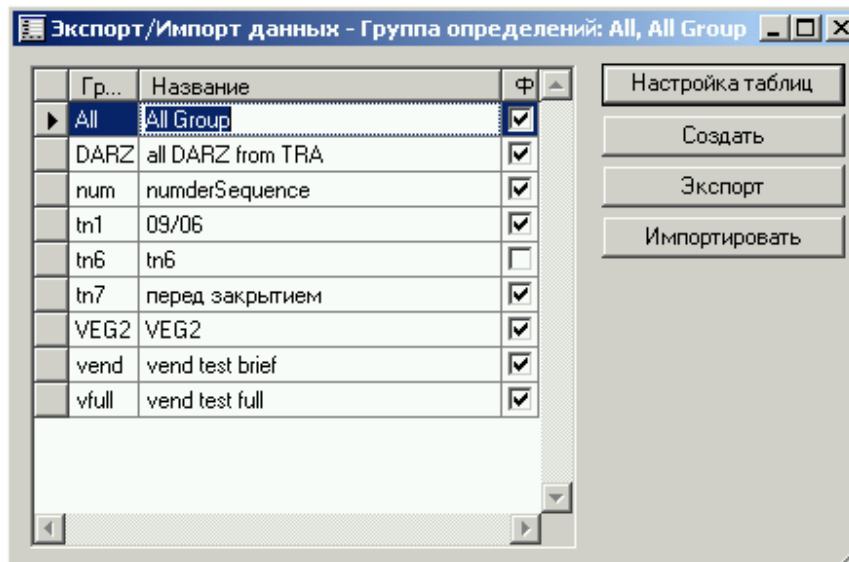 Экспорт/Импорт данных - Группа определений: All, All Group
Гр... Название Ф
All All Group
DARZ all DARZ from TRA
num numderSequence
tn1 09/06
tn6 tn6
tn7 перед закрытием
VEG2 VEG2
vend vend test brief
vfull vend test full
Настройка таблиц
Создать
Экспорт
Импортировать